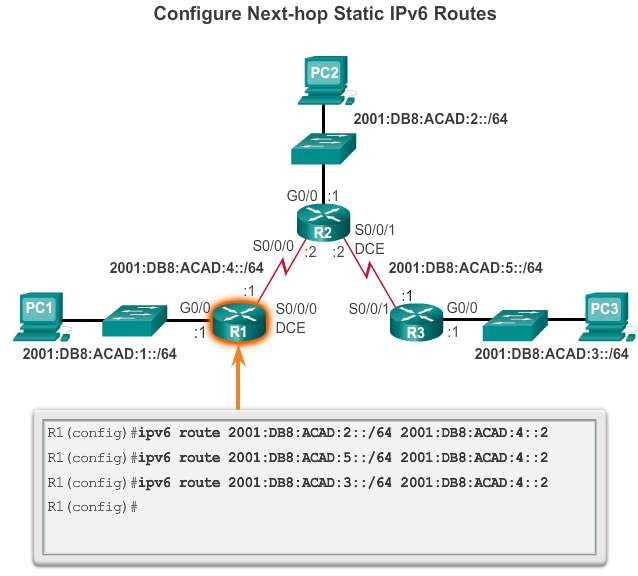 Configure Next-hop Static IPv6 Routes
PC2
2001:DB8:ACAD:2::/64
G0/0 :1
R2
S0/0/0 :2 :2 S0/0/1
DCE
2001:DB8:ACAD:4::/64
2001:DB8:ACAD:5::/64
PC1
G0/0
:1
:1
R1
S0/0/0
DCE
S0/0/1
:1
R3
G0/0
:1
PC3
2001:DB8:ACAD:1::/64
2001:DB8:ACAD:3::/64
R1(config)#ipv6 route 2001:DB8:ACAD:2::/64 2001:DB8:ACAD:4::2
R1(config)#ipv6 route 2001:DB8:ACAD:5::/64 2001:DB8:ACAD:4::2
R1(config)#ipv6 route 2001:DB8:ACAD:3::/64 2001:DB8:ACAD:4::2
R1(config)#